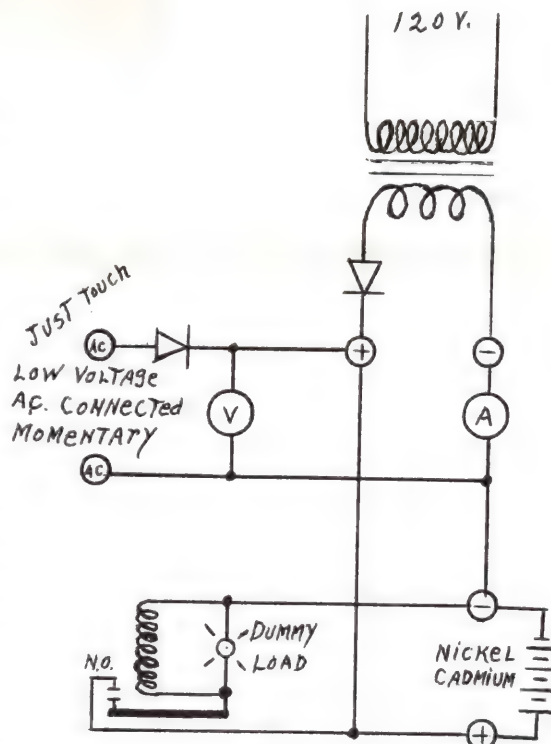 120 V.
JUST TOUCH
AC
LOW VOLTAGE
AC. CONNECTED
MOMENTARY
AC
+
−
V
A
N.O.
DUMMY
LOAD
−
NICKEL
CADMIUM
+